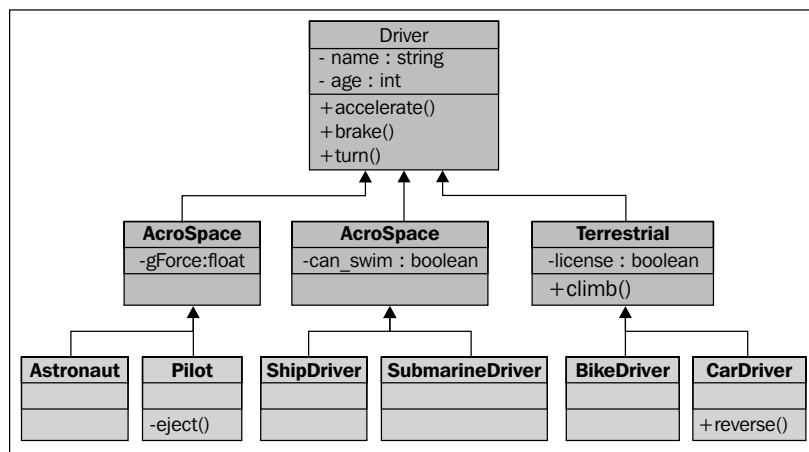 Driver
- name : string
- age : int
+accelerate()
+brake()
+turn()
AcroSpace
-gForce:float
AcroSpace
-can_swim : boolean
Terrestrial
-license : boolean
+climb()
Astronaut
Pilot
-eject()
ShipDriver
SubmarineDriver
BikeDriver
CarDriver
+reverse()